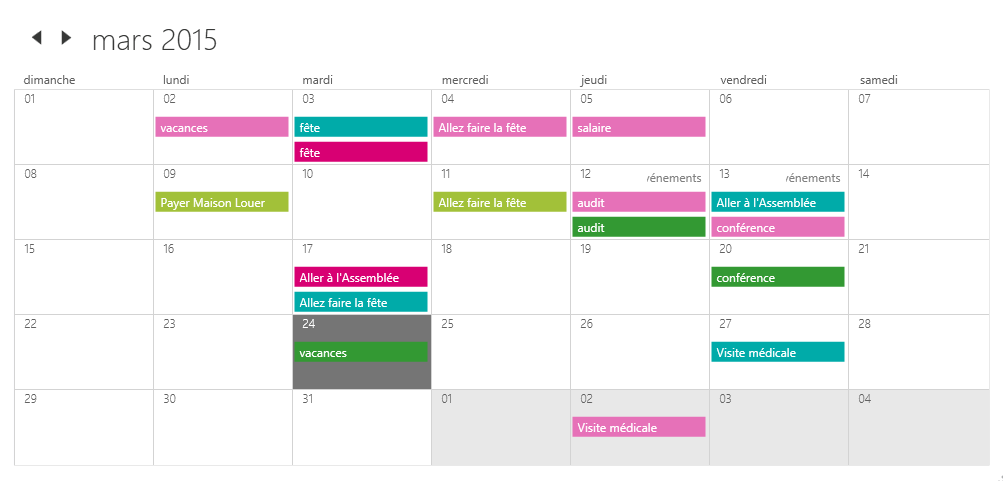 mars 2015
dimanche lundi mardi mercredi jeudi vendredi samedi
01 02 03 04 05 06 07
vacances fête Allez faire la fête salaire
fête
08 09 10 11 12 13 14
Payer Maison Louer Allez faire la fête audit Aller à l'Assemblée
audit conférence
15 16 17 18 19 20 21
Aller à l'Assemblée conférence
Allez faire la fête
22 23 24 25 26 27 28
vacances Visite médicale
29 30 31 01 02 03 04
Visite médicale